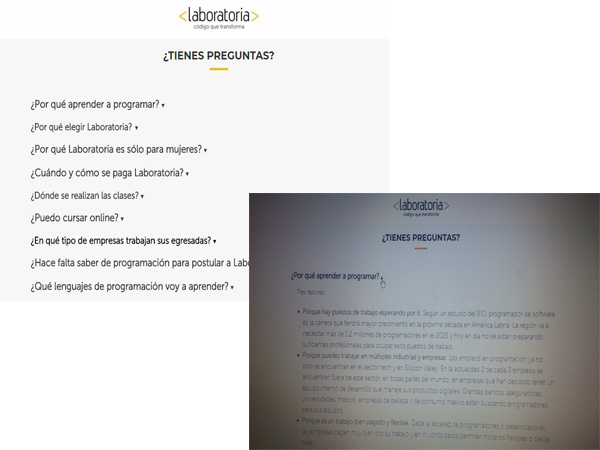 <laboratoria>
código que transforma
¿TIENES PREGUNTAS?
¿Por qué aprender a programar? ▾
¿Por qué elegir Laboratoria? ▾
¿Por qué Laboratoria es sólo para mujeres? ▾
¿Cuándo y cómo se paga Laboratoria? ▾
¿Dónde se realizan las clases? ▾
¿Puedo cursar online? ▾
¿En qué tipo de empresas trabajan sus egresadas? ▾
¿Hace falta saber de programación para postular a Labo
¿Qué lenguajes de programación voy a aprender? ▾
<laboratoria>
código que transforma
¿TIENES PREGUNTAS?
¿Por qué aprender a programar?
Tres razones:
• Porque hay puestos de trabajo esperando por ti. Según un estudio del BID, programador de software
es la carrera que tendrá mayor crecimiento en la próxima década en América Latina. La región va a
necesitar más de 1.2 millones de programadores en el 2025 y hoy en día no se están preparando
suficientes profesionales para ocupar esos puestos de trabajo.
• Porque puedes trabajar en múltiples industrias y empresas. Los empleos en programación ya no
sólo se encuentran en el sector tech y en Silicon Valley. En la actualidad 2 de cada 3 empleos se
encuentran fuera de este sector, en todas partes del mundo, en empresas que han decidido tener un
equipo interno de desarrollo que maneje sus productos digitales. Grandes bancos, aseguradoras,
universidades, medios, empresas de belleza y de consumo masivo están buscando programadores
para sus equipos.
• Porque es un trabajo bien pagado y flexible. Dada la escasez de programadores o desarrolladores,
las empresas pagan muy bien por su trabajo y en muchos casos permiten horarios flexibles o desde
casa.